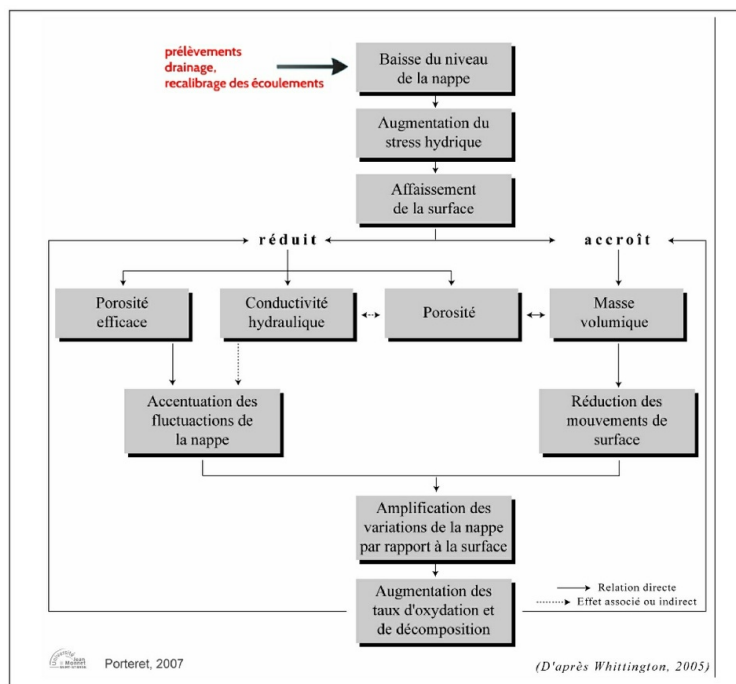 prélèvements
drainage,
recalibrage des écoulements
Baisse du niveau
de la nappe
Augmentation du
stress hydrique
Affaissement
de la surface
réduit
accroît
Porosité
efficace
Conductivité
hydraulique
Porosité
Masse
volumique
Accentuation des
fluctuactions de
la nappe
Réduction des
mouvements de
surface
Amplification des
variations de la nappe
par rapport à la surface
Augmentation des
taux d'oxydation et
de décomposition
Relation directe
Effet associé ou indirect
Porteret, 2007
(D'après Whittington, 2005)